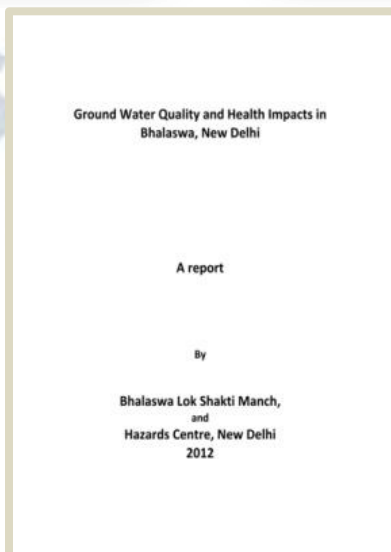 Ground Water Quality and Health Impacts in
Bhalaswa, New Delhi
A report
By
Bhalaswa Lok Shakti Manch,
and
Hazards Centre, New Delhi
2012